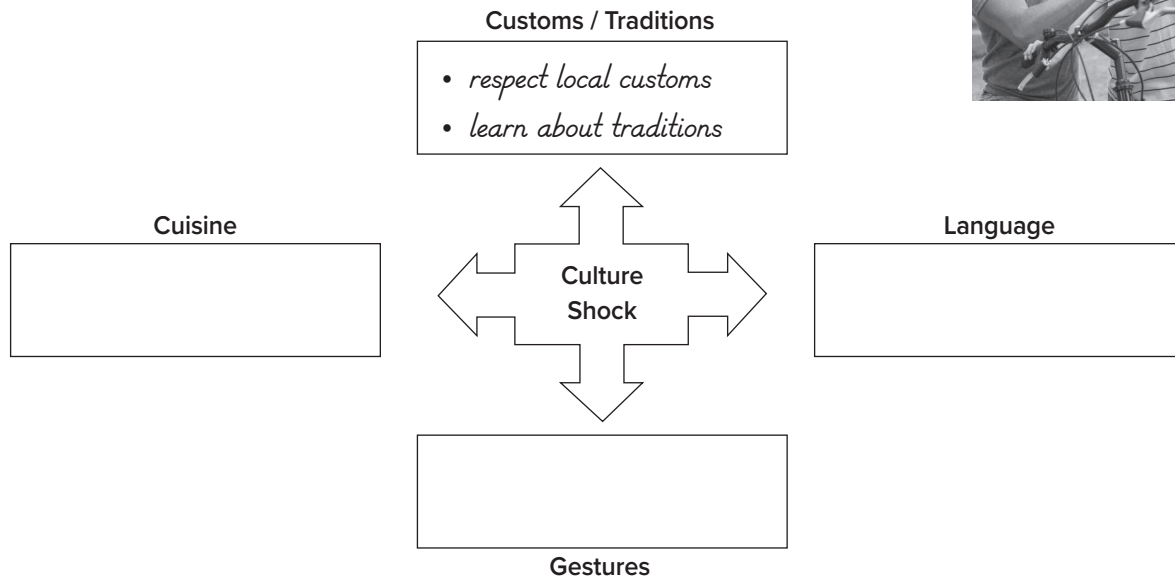 Customs / Traditions
• respect local customs
• learn about traditions
Cuisine
Language
Culture
Shock
Gestures